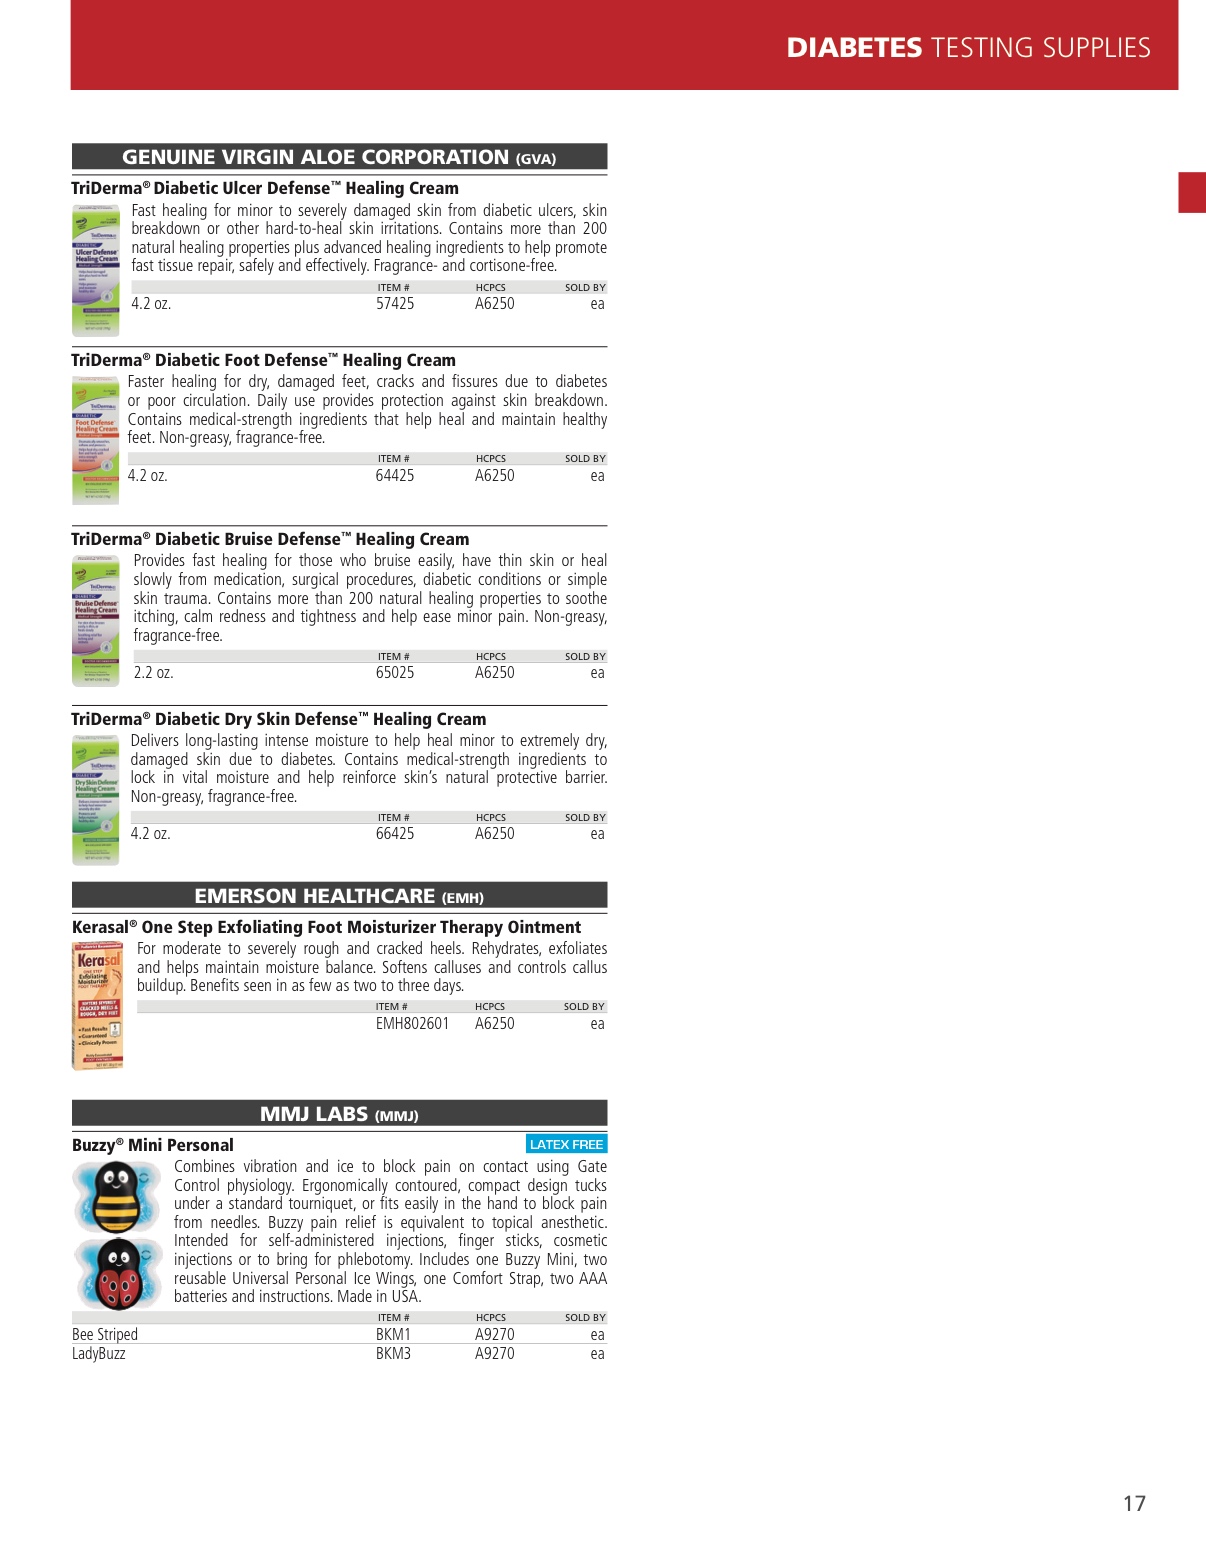 DIABETES TESTING SUPPLIES
GENUINE VIRGIN ALOE CORPORATION (GVA)
TriDerma® Diabetic Ulcer Defense™ Healing Cream
Fast healing for minor to severely damaged skin from diabetic ulcers, skin
breakdown or other hard-to-heal skin irritations. Contains more than 200
natural healing properties plus advanced healing ingredients to help promote
fast tissue repair, safely and effectively. Fragrance- and cortisone-free.
ITEM # HCPCS SOLD BY
4.2 oz. 57425 A6250 ea
TriDerma® Diabetic Foot Defense™ Healing Cream
Faster healing for dry, damaged feet, cracks and fissures due to diabetes
or poor circulation. Daily use provides protection against skin breakdown.
Contains medical-strength ingredients that help heal and maintain healthy
feet. Non-greasy, fragrance-free.
ITEM # HCPCS SOLD BY
4.2 oz. 64425 A6250 ea
TriDerma® Diabetic Bruise Defense™ Healing Cream
Provides fast healing for those who bruise easily, have thin skin or heal
slowly from medication, surgical procedures, diabetic conditions or simple
skin trauma. Contains more than 200 natural healing properties to soothe
itching, calm redness and tightness and help ease minor pain. Non-greasy,
fragrance-free.
ITEM # HCPCS SOLD BY
2.2 oz. 65025 A6250 ea
TriDerma® Diabetic Dry Skin Defense™ Healing Cream
Delivers long-lasting intense moisture to help heal minor to extremely dry,
damaged skin due to diabetes. Contains medical-strength ingredients to
lock in vital moisture and help reinforce skin’s natural protective barrier.
Non-greasy, fragrance-free.
ITEM # HCPCS SOLD BY
4.2 oz. 66425 A6250 ea
EMERSON HEALTHCARE (EMH)
Kerasal® One Step Exfoliating Foot Moisturizer Therapy Ointment
Kerasal
ONE STEP
Exfoliating
Moisturizer
FOOT THERAPY
SOFTENS SEVERELY
CRACKED HEELS &
ROUGH, DRY FEET
Fast Results
Guaranteed
Clinically Proven
For moderate to severely rough and cracked heels. Rehydrates, exfoliates
and helps maintain moisture balance. Softens calluses and controls callus
buildup. Benefits seen in as few as two to three days.
ITEM # HCPCS SOLD BY
EMH802601 A6250 ea
MMJ LABS (MMJ)
Buzzy® Mini Personal LATEX FREE
Combines vibration and ice to block pain on contact using Gate
Control physiology. Ergonomically contoured, compact design tucks
under a standard tourniquet, or fits easily in the hand to block pain
from needles. Buzzy pain relief is equivalent to topical anesthetic.
Intended for self-administered injections, finger sticks, cosmetic
injections or to bring for phlebotomy. Includes one Buzzy Mini, two
reusable Universal Personal Ice Wings, one Comfort Strap, two AAA
batteries and instructions. Made in USA.
ITEM # HCPCS SOLD BY
Bee Striped BKM1 A9270 ea
LadyBuzz BKM3 A9270 ea
17